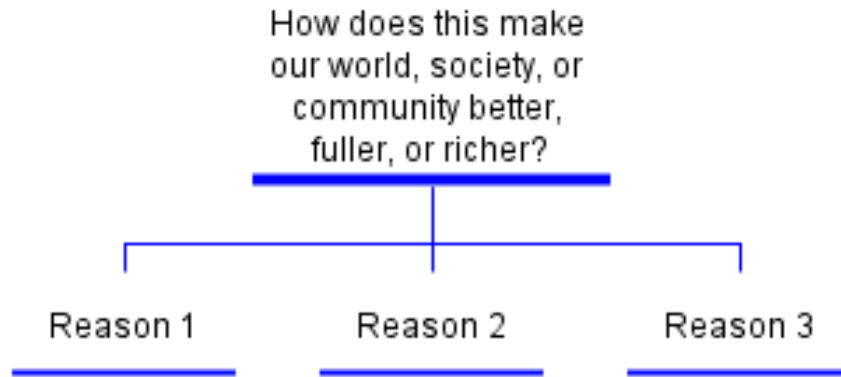 How does this make
our world, society, or
community better,
fuller, or richer?
Reason 1
Reason 2
Reason 3